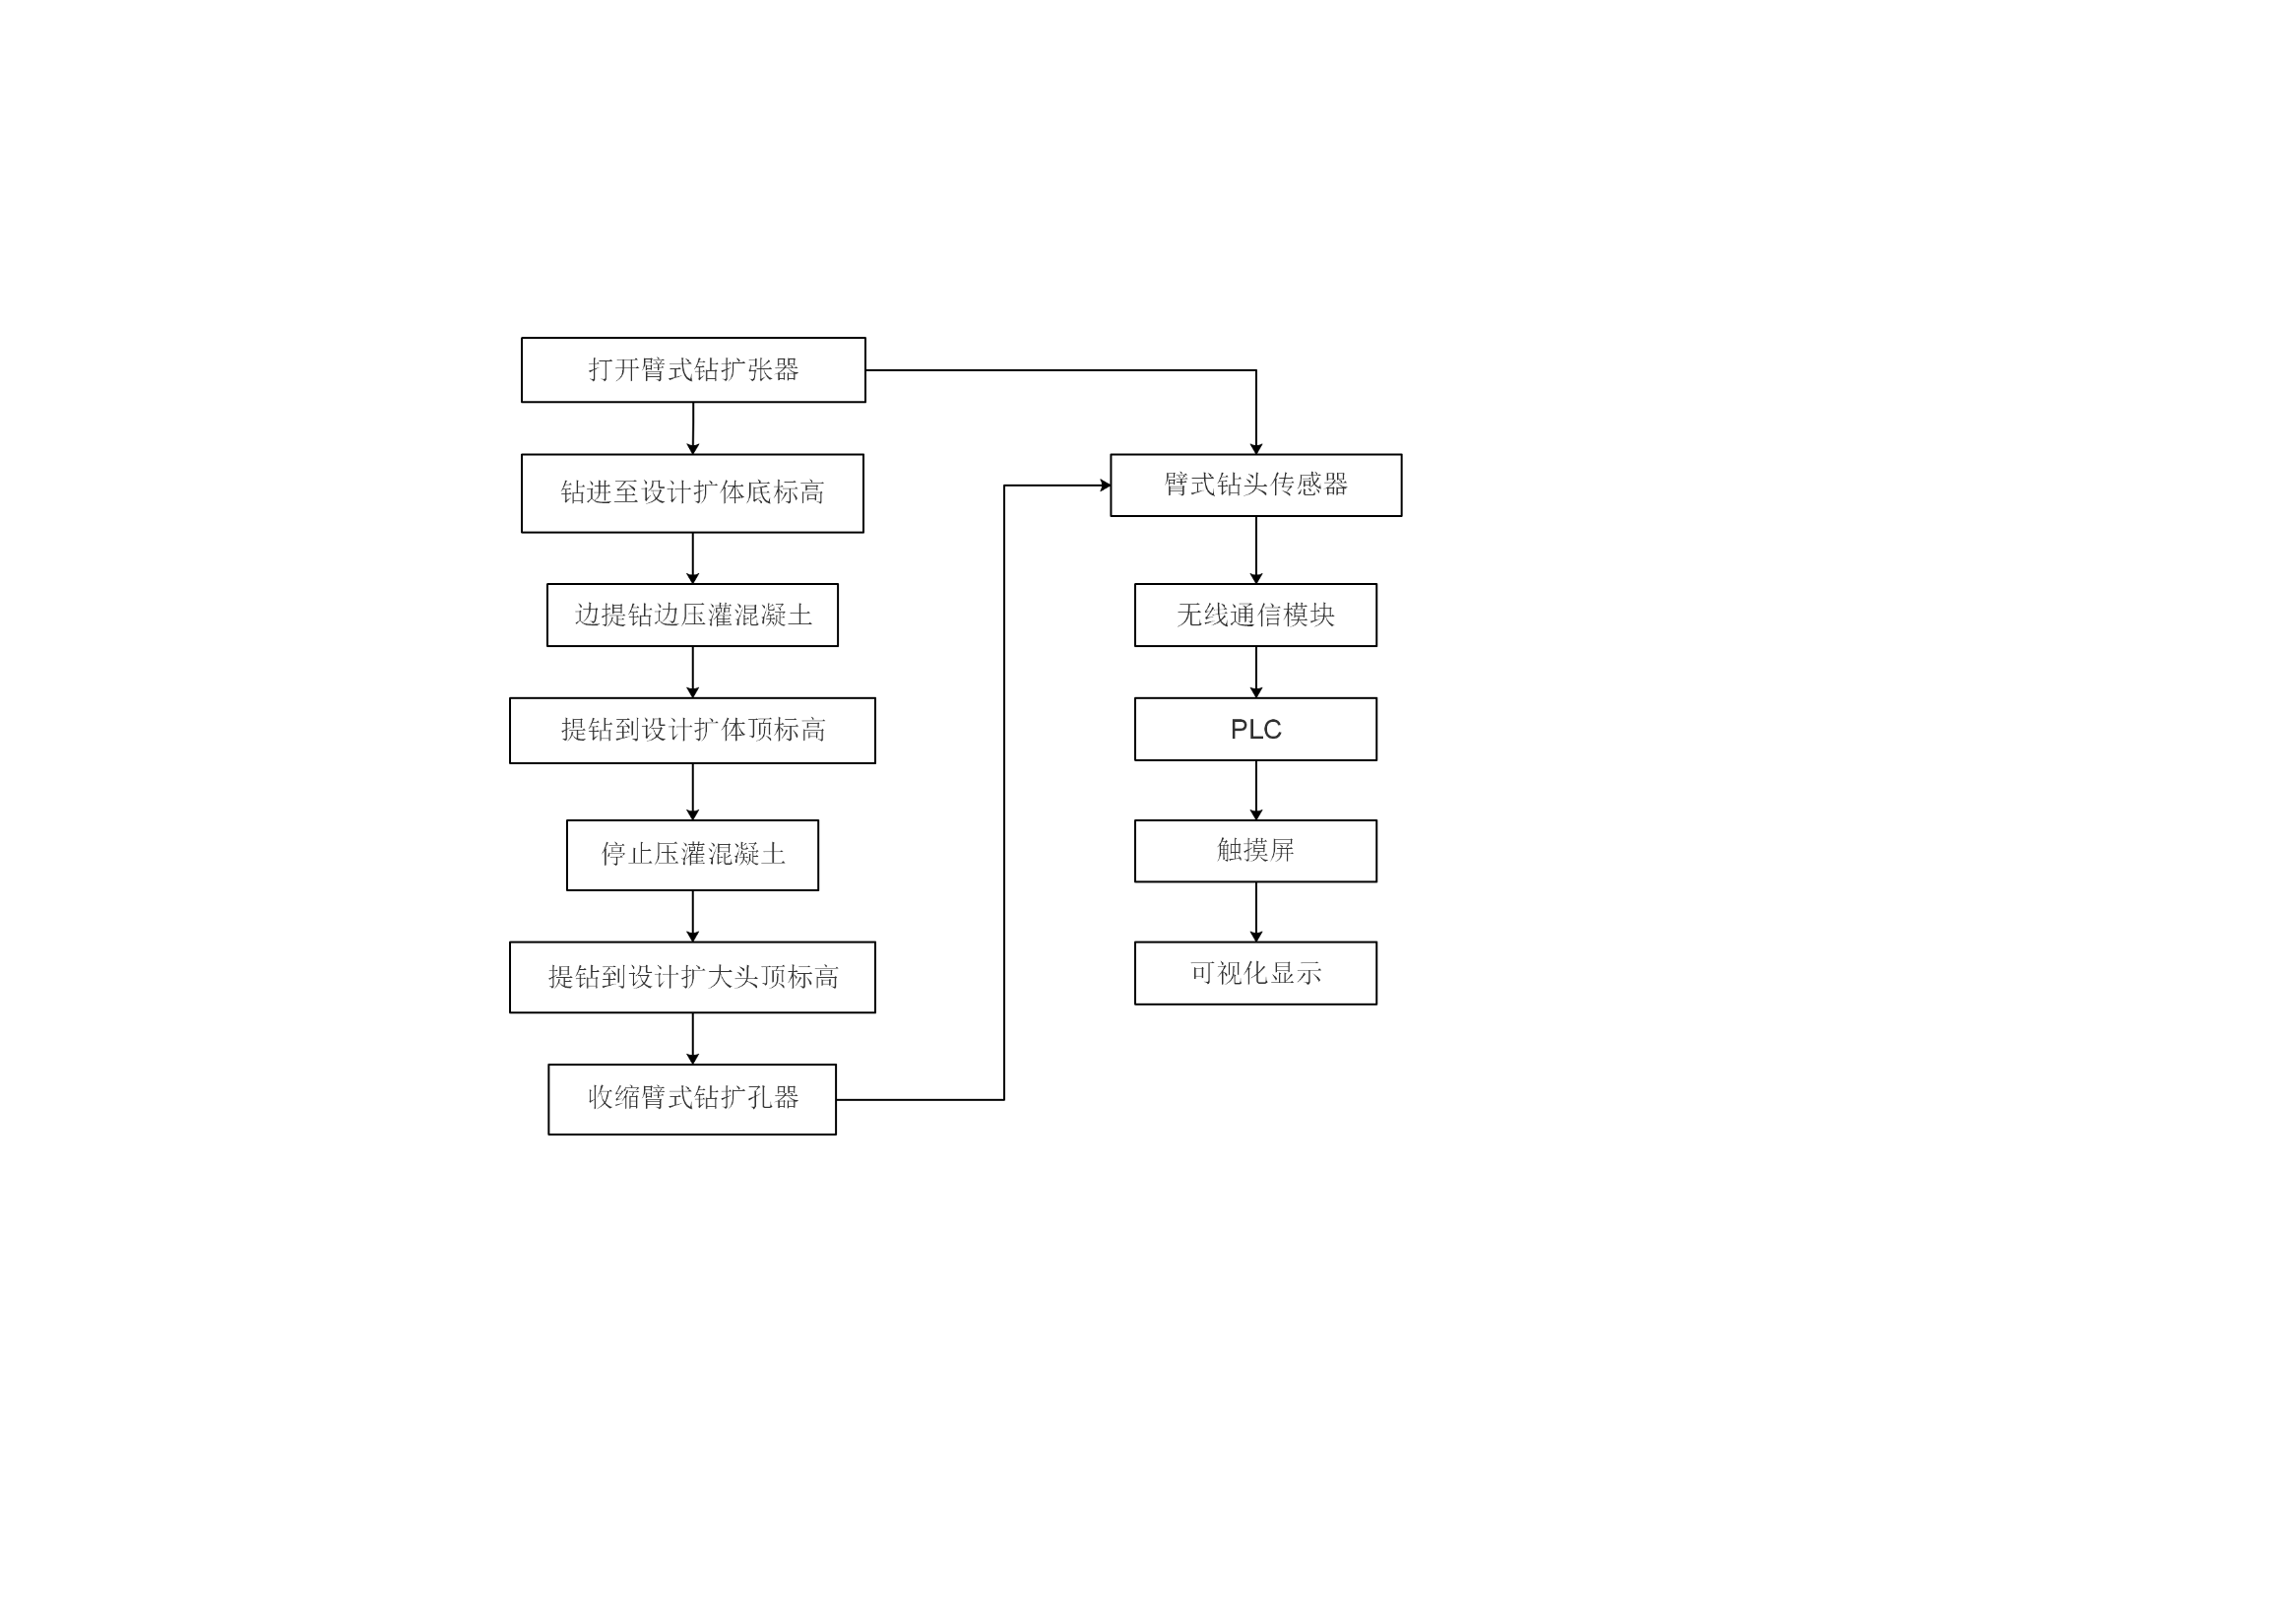 打开臂式钻扩张器
钻进至设计扩体底标高
边提钻边压灌混凝土
提钻到设计扩体顶标高
停止压灌混凝土
提钻到设计扩大头顶标高
收缩臂式钻扩孔器
臂式钻头传感器
无线通信模块
PLC
触摸屏
可视化显示